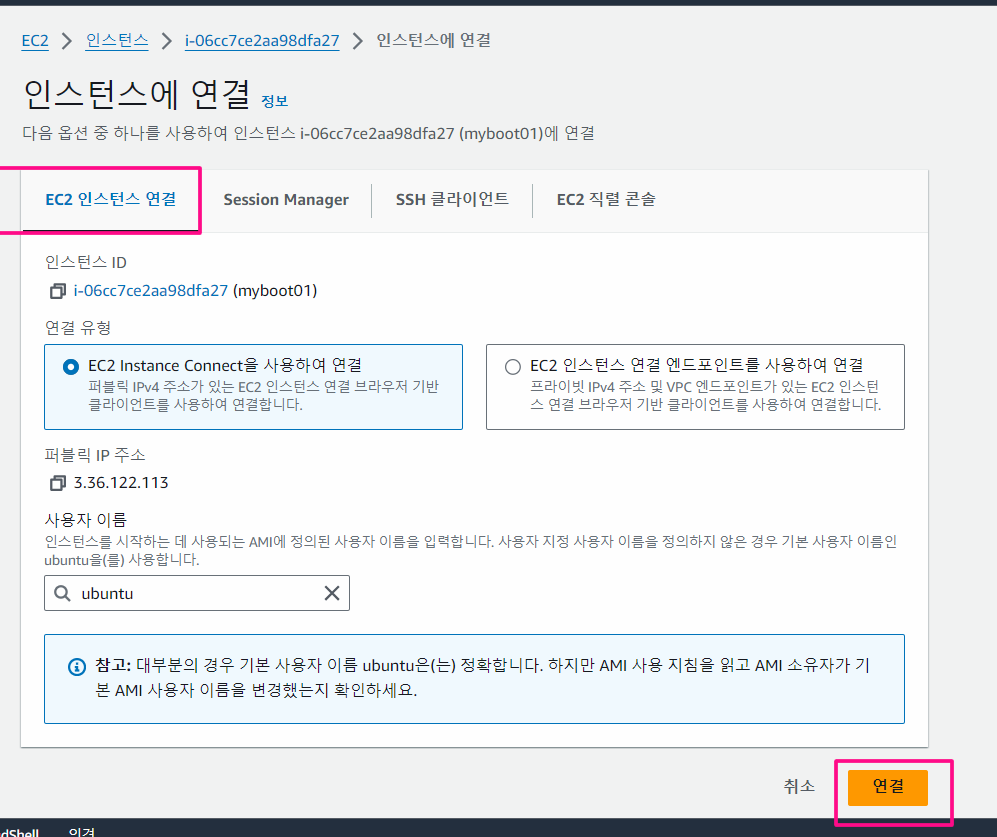 EC2 > 인스턴스 > i-06cc7ce2aa98dfa27 > 인스턴스에 연결
인스턴스에 연결 정보
다음 옵션 중 하나를 사용하여 인스턴스 i-06cc7ce2aa98dfa27 (myboot01)에 연결
EC2 인스턴스 연결 Session Manager SSH 클라이언트 EC2 직렬 콘솔
인스턴스 ID
i-06cc7ce2aa98dfa27 (myboot01)
연결 유형
EC2 Instance Connect을 사용하여 연결
퍼블릭 IPv4 주소가 있는 EC2 인스턴스 연결 브라우저 기반
클라이언트를 사용하여 연결합니다.
EC2 인스턴스 연결 엔드포인트를 사용하여 연결
프라이빗 IPv4 주소 및 VPC 엔드포인트가 있는 EC2 인스턴
스 연결 브라우저 기반 클라이언트를 사용하여 연결합니다.
퍼블릭 IP 주소
3.36.122.113
사용자 이름
인스턴스를 시작하는 데 사용되는 AMI에 정의된 사용자 이름을 입력합니다. 사용자 지정 사용자 이름을 정의하지 않은 경우 기본 사용자 이름인
ubuntu을(를) 사용합니다.
ubuntu
참고: 대부분의 경우 기본 사용자 이름 ubuntu은(는) 정확합니다. 하지만 AMI 사용 지침을 읽고 AMI 소유자가 기
본 AMI 사용자 이름을 변경했는지 확인하세요.
취소 연결